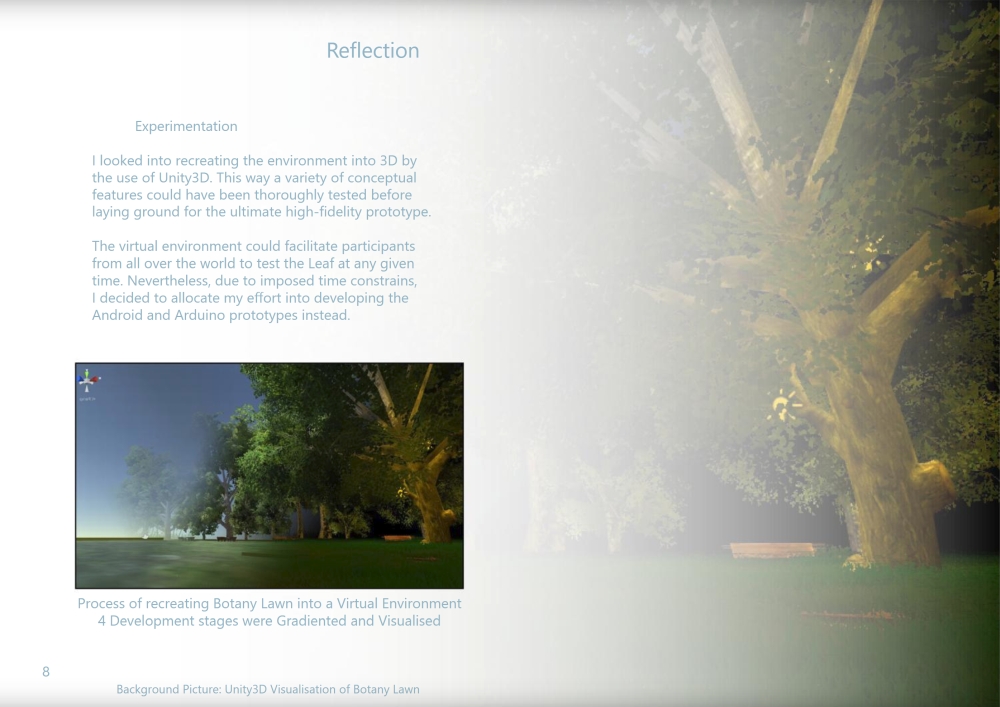 Reflection
Experimentation
I looked into recreating the environment into 3D by
the use of Unity3D. This way a variety of conceptual
features could have been thoroughly tested before
laying ground for the ultimate high-fidelity prototype.
The virtual environment could facilitate participants
from all over the world to test the Leaf at any given
time. Nevertheless, due to imposed time constrains,
I decided to allocate my effort into developing the
Android and Arduino prototypes instead.
Process of recreating Botany Lawn into a Virtual Environment
4 Development stages were Gradiented and Visualised
8
Background Picture: Unity3D Visualisation of Botany Lawn